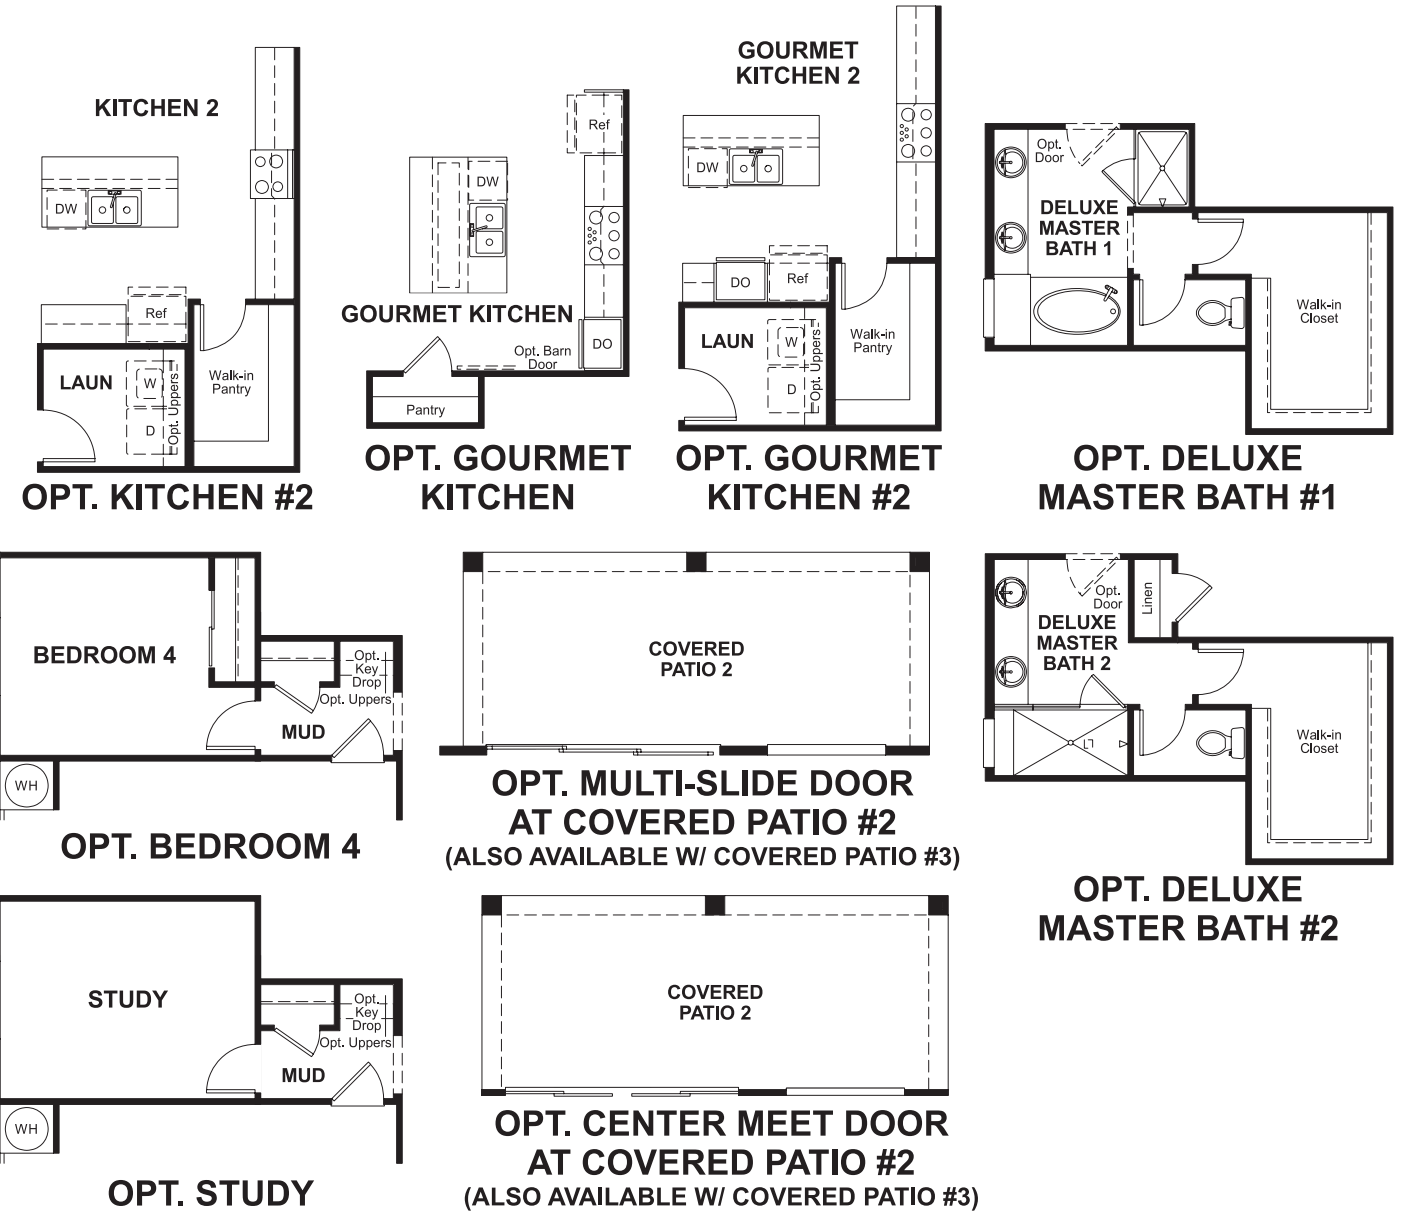 KITCHEN 2
DW
Ref
LAUN
W
D
Opt. Uppers
Walk-in
Pantry
OPT. KITCHEN #2
Ref
DW
GOURMET KITCHEN
Opt. Barn
Door
DO
Pantry
OPT. GOURMET
KITCHEN
GOURMET
KITCHEN 2
DW
DO
Ref
LAUN
W
D
Opt. Uppers
Walk-in
Pantry
OPT. GOURMET
KITCHEN #2
Opt.
Door
DELUXE
MASTER
BATH 1
Walk-in
Closet
OPT. DELUXE
MASTER BATH #1
BEDROOM 4
Opt.
Key
Drop
Opt. Uppers
MUD
WH
OPT. BEDROOM 4
COVERED
PATIO 2
OPT. MULTI-SLIDE DOOR
AT COVERED PATIO #2
(ALSO AVAILABLE W/ COVERED PATIO #3)
Opt.
Door
Linen
DELUXE
MASTER
BATH 2
Walk-in
Closet
OPT. DELUXE
MASTER BATH #2
STUDY
Opt.
Key
Drop
Opt. Uppers
MUD
WH
OPT. STUDY
COVERED
PATIO 2
OPT. CENTER MEET DOOR
AT COVERED PATIO #2
(ALSO AVAILABLE W/ COVERED PATIO #3)